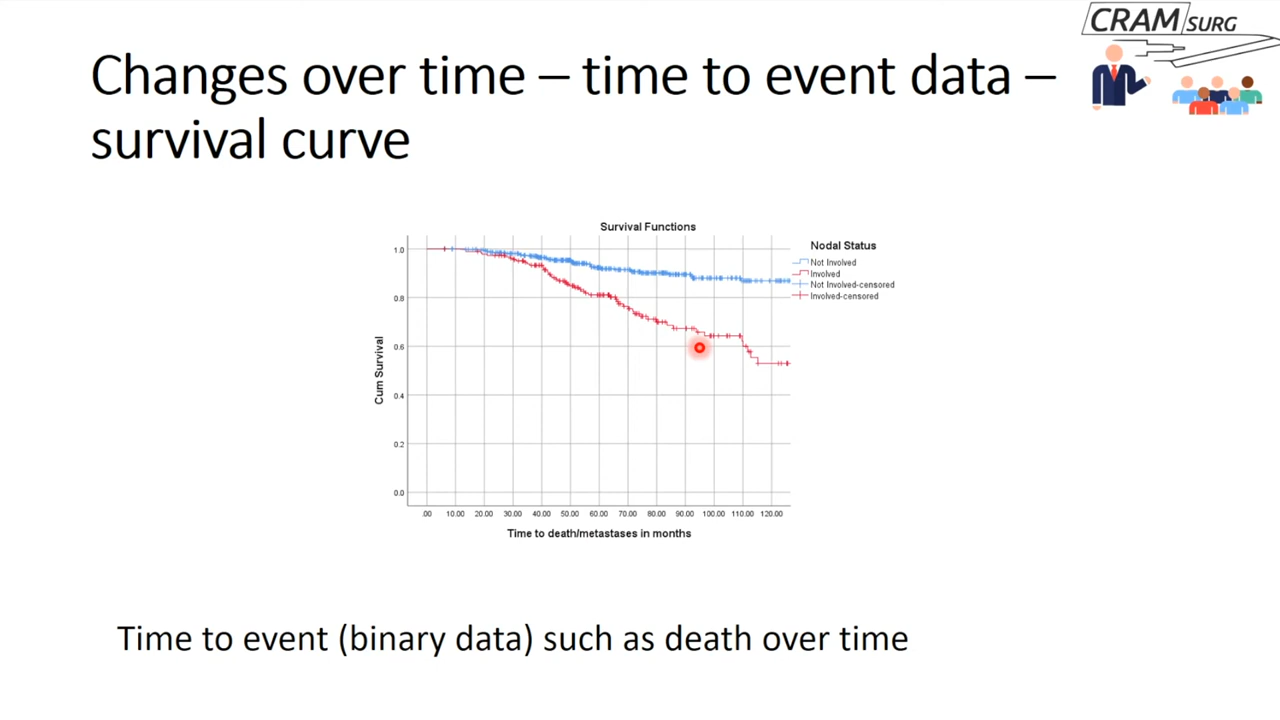 CRAM SURG
Changes over time – time to event data –
survival curve
Survival Functions
Nodal Status
Not Involved
Involved
Not Involved-censored
Involved-censored
Cum Survival
1.0
0.8
0.6
0.4
0.2
0.0
.00 10.00 20.00 30.00 40.00 50.00 60.00 70.00 80.00 90.00 100.00 110.00 120.00
Time to death/metastases in months
Time to event (binary data) such as death over time